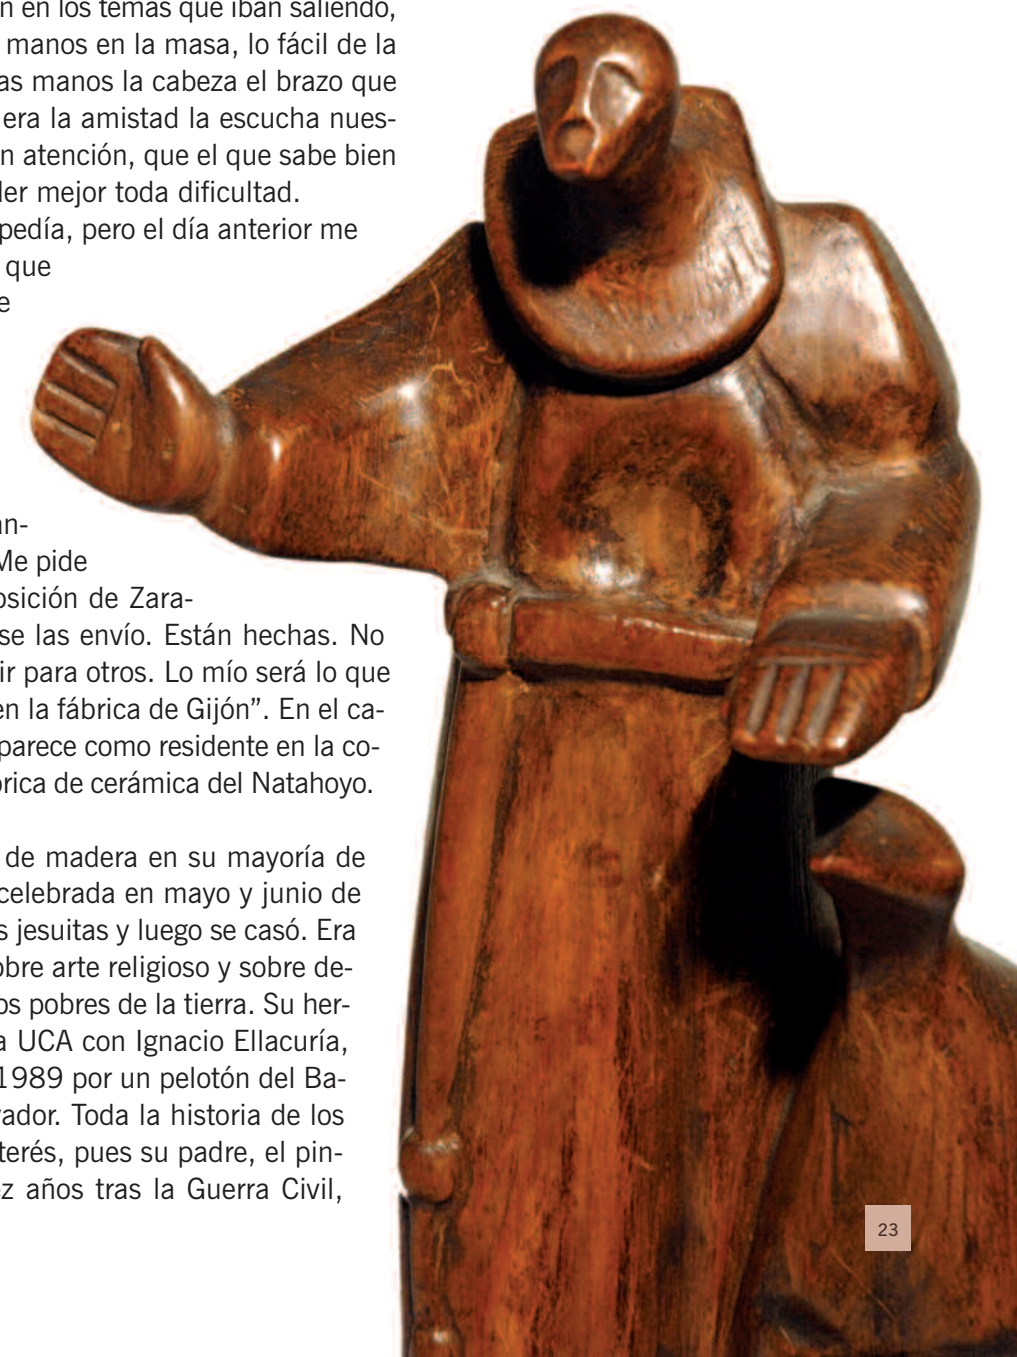 n en los temas que iban saliendo,
manos en la masa, lo fácil de la
as manos la cabeza el brazo que
era la amistad la escucha nues-
n atención, que el que sabe bien
der mejor toda dificultad.
pedía, pero el día anterior me
que
e
an-
Me pide
osición de Zara-
se las envío. Están hechas. No
ir para otros. Lo mío será lo que
en la fábrica de Gijón”. En el ca-
parece como residente en la co-
brica de cerámica del Natahoyo.
de madera en su mayoría de
celebrada en mayo y junio de
s jesuitas y luego se casó. Era
obre arte religioso y sobre de-
os pobres de la tierra. Su her-
a UCA con Ignacio Ellacuría,
1989 por un pelotón del Ba-
vador. Toda la historia de los
terés, pues su padre, el pin-
z años tras la Guerra Civil,
23